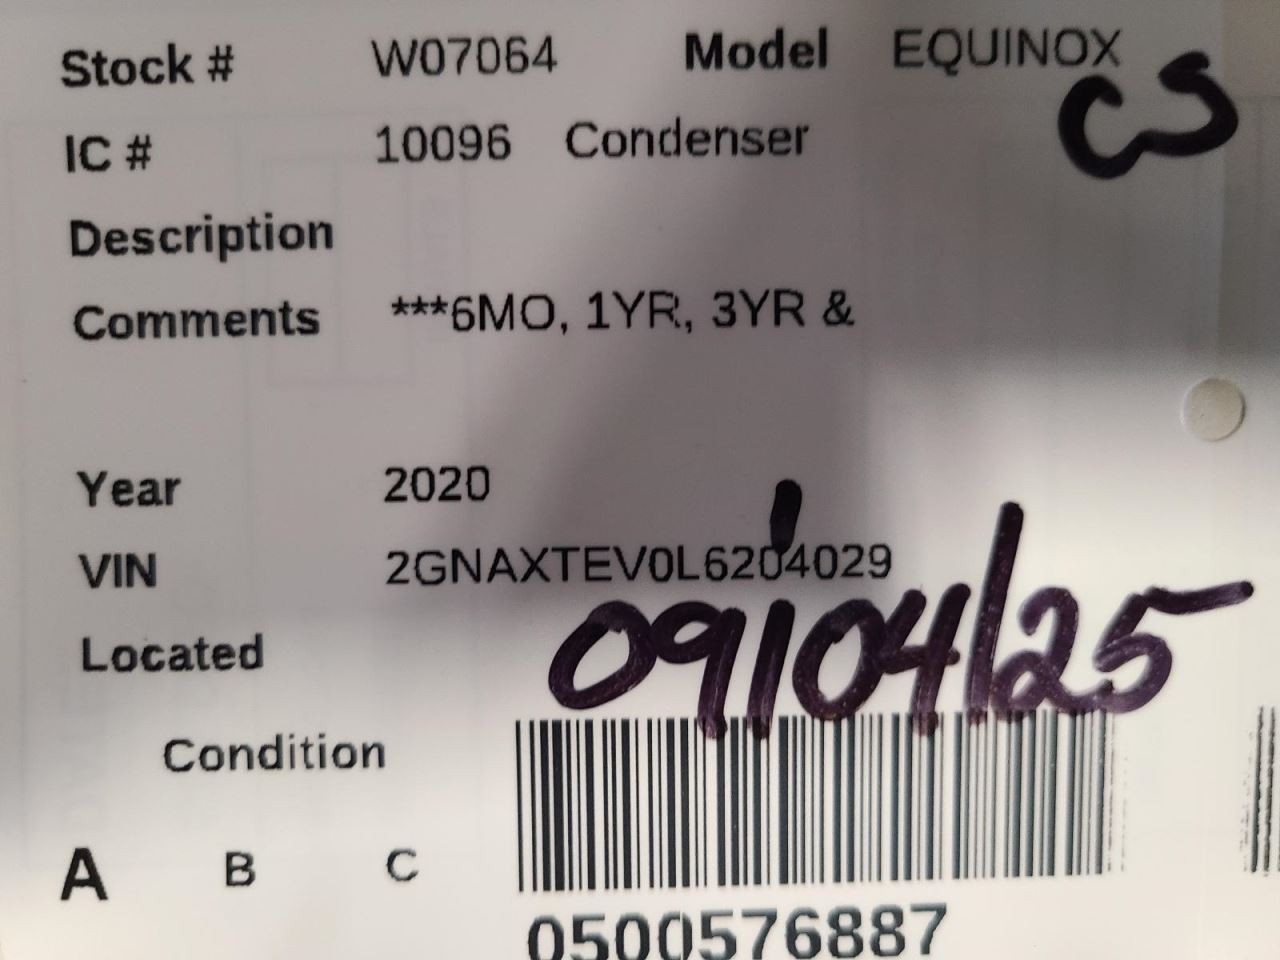 Stock # W07064 Model EQUINOX
CS
IC # 10096 Condenser
Description
Comments ***6MO, 1YR, 3YR &
Year 2020
VIN 2GNAXTEV0L6204029
09/04/25
Located
Condition
A B C
0500576887